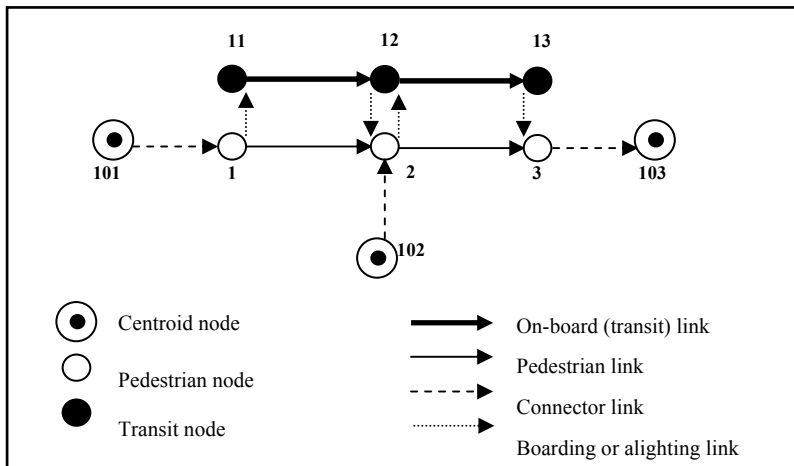 11 12 13
101 1 2 3 103
102
Centroid node
Pedestrian node
Transit node
On-board (transit) link
Pedestrian link
Connector link
Boarding or alighting link